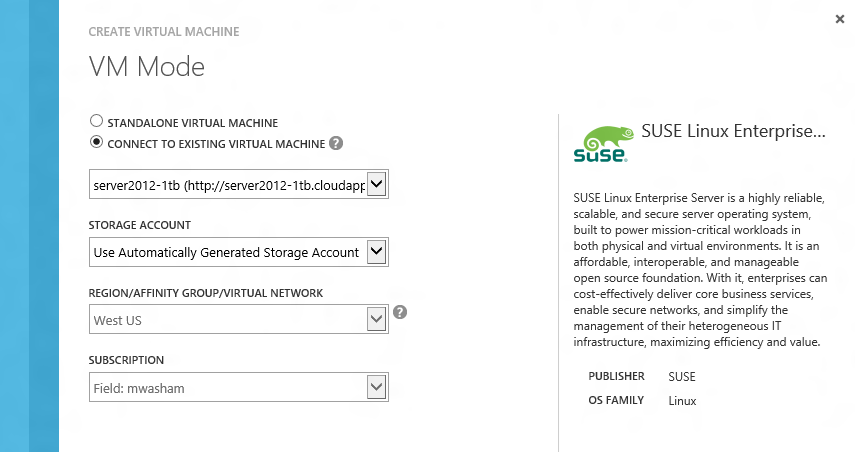 CREATE VIRTUAL MACHINE
VM Mode
STANDALONE VIRTUAL MACHINE
CONNECT TO EXISTING VIRTUAL MACHINE ?
server2012-1tb (http://server2012-1tb.cloudapp
STORAGE ACCOUNT
Use Automatically Generated Storage Account
REGION/AFFINITY GROUP/VIRTUAL NETWORK
West US
?
SUBSCRIPTION
Field: mwasham
SUSE
SUSE Linux Enterprise...
SUSE Linux Enterprise Server is a highly reliable,
scalable, and secure server operating system,
built to power mission-critical workloads in
both physical and virtual environments. It is an
affordable, interoperable, and manageable
open source foundation. With it, enterprises can
cost-effectively deliver core business services,
enable secure networks, and simplify the
management of their heterogeneous IT
infrastructure, maximizing efficiency and value.
PUBLISHER SUSE
OS FAMILY Linux